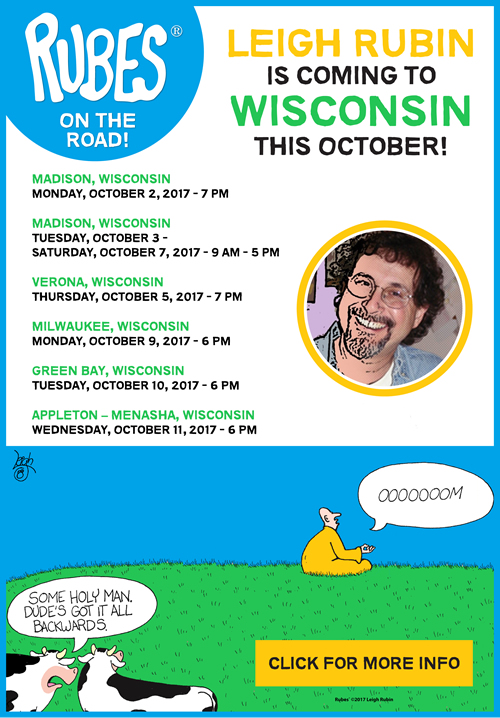 RUBES®
ON THE
ROAD!
LEIGH RUBIN
IS COMING TO
WISCONSIN
THIS OCTOBER!
MADISON, WISCONSIN
MONDAY, OCTOBER 2, 2017 - 7 PM
MADISON, WISCONSIN
TUESDAY, OCTOBER 3 -
SATURDAY, OCTOBER 7, 2017 - 9 AM - 5 PM
VERONA, WISCONSIN
THURSDAY, OCTOBER 5, 2017 - 7 PM
MILWAUKEE, WISCONSIN
MONDAY, OCTOBER 9, 2017 - 6 PM
GREEN BAY, WISCONSIN
TUESDAY, OCTOBER 10, 2017 - 6 PM
APPLETON – MENASHA, WISCONSIN
WEDNESDAY, OCTOBER 11, 2017 - 6 PM
Leigh
OOOOOOOM
SOME HOLY MAN.
DUDE'S GOT IT ALL
BACKWARDS.
CLICK FOR MORE INFO
Rubes ©2017 Leigh Rubin